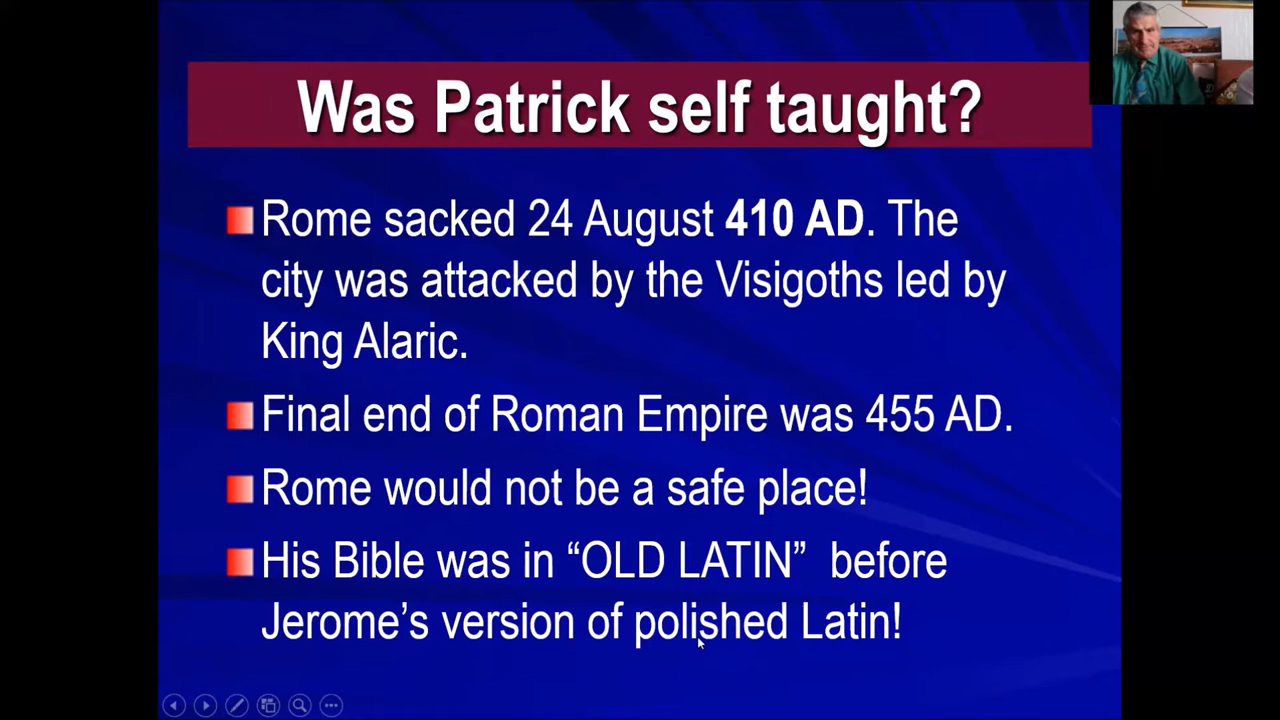 Was Patrick self taught?
Rome sacked 24 August 410 AD. The
city was attacked by the Visigoths led by
King Alaric.
Final end of Roman Empire was 455 AD.
Rome would not be a safe place!
His Bible was in “OLD LATIN”  before
Jerome’s version of polished Latin!